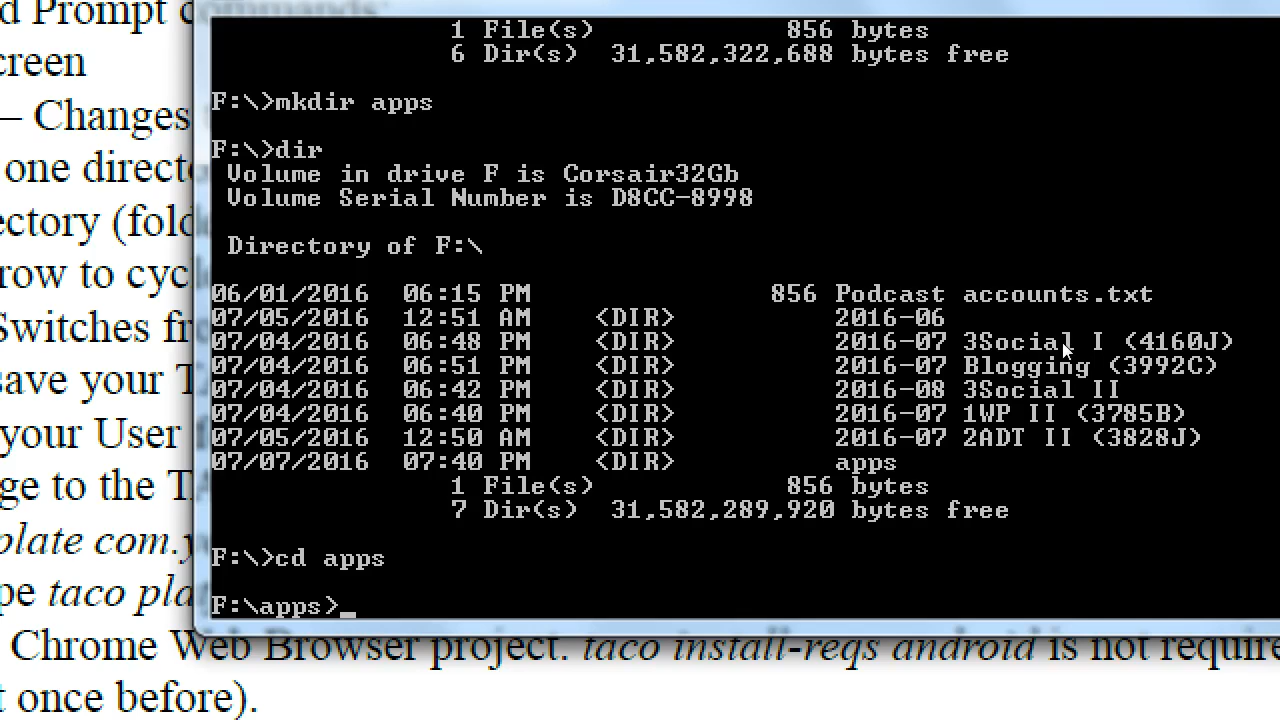 d Prompt commands:
creen
– Changes
one directo
ectory (fold
row to cyc
Switches fr
save your T
your User f
ge to the TA
plate com.y
pe taco pla
Chrome Web Browser project. taco install-reqs android is not require
t once before).
1 File(s) 856 bytes
6 Dir(s) 31,582,322,688 bytes free
F:\>mkdir apps
F:\>dir
Volume in drive F is Corsair32Gb
Volume Serial Number is D8CC-8998
Directory of F:\
06/01/2016 06:15 PM 856 Podcast accounts.txt
07/05/2016 12:51 AM <DIR> 2016-06
07/04/2016 06:48 PM <DIR> 2016-07 3Social I (4160J)
07/04/2016 06:51 PM <DIR> 2016-07 Blogging (3992C)
07/04/2016 06:42 PM <DIR> 2016-08 3Social II
07/04/2016 06:40 PM <DIR> 2016-07 1WP II (3785B)
07/05/2016 12:50 AM <DIR> 2016-07 2ADT II (3828J)
07/07/2016 07:40 PM <DIR> apps
1 File(s) 856 bytes
7 Dir(s) 31,582,289,920 bytes free
F:\>cd apps
F:\apps>_